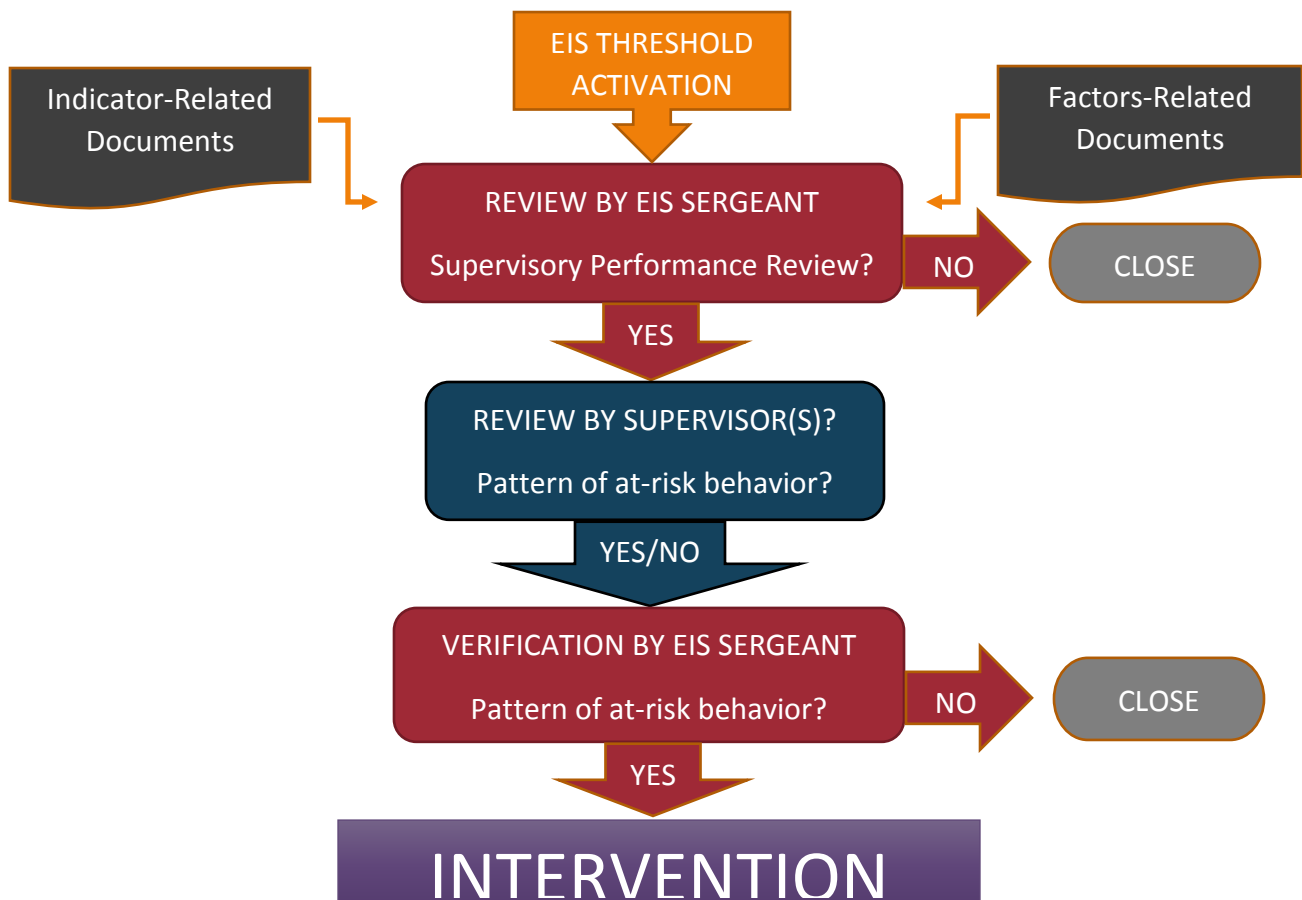 EIS THRESHOLD
ACTIVATION
Indicator-Related
Documents
Factors-Related
Documents
REVIEW BY EIS SERGEANT
Supervisory Performance Review?
NO
CLOSE
YES
REVIEW BY SUPERVISOR(S)?
Pattern of at-risk behavior?
YES/NO
VERIFICATION BY EIS SERGEANT
Pattern of at-risk behavior?
NO
CLOSE
YES
INTERVENTION